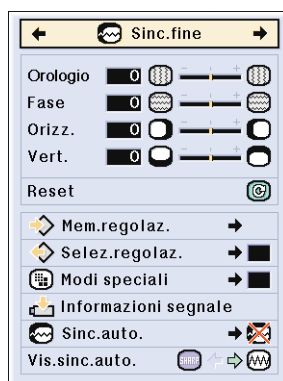 Sinc.fine
Orologio 0
Fase 0
Orizz. 0
Vert. 0
Reset
Mem.regolaz.
Selez.regolaz.
Modi speciali
Informazioni segnale
Sinc.auto.
Vis.sinc.auto. SHARP